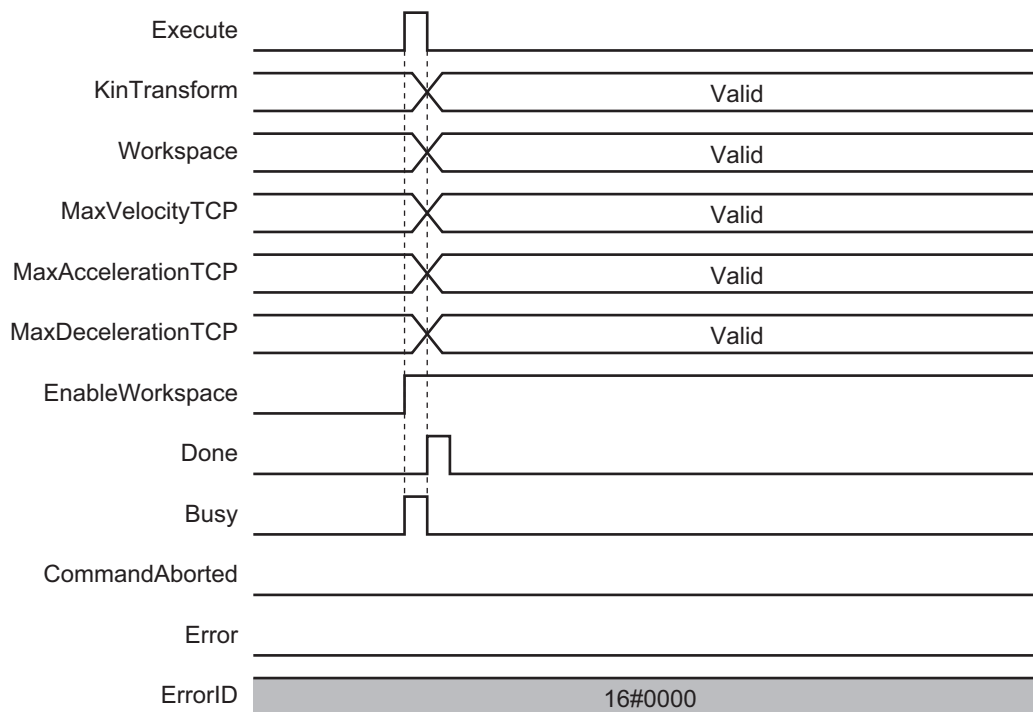 Execute
KinTransform Valid
Workspace Valid
MaxVelocityTCP Valid
MaxAccelerationTCP Valid
MaxDecelerationTCP Valid
EnableWorkspace
Done
Busy
CommandAborted
Error
ErrorID 16#0000